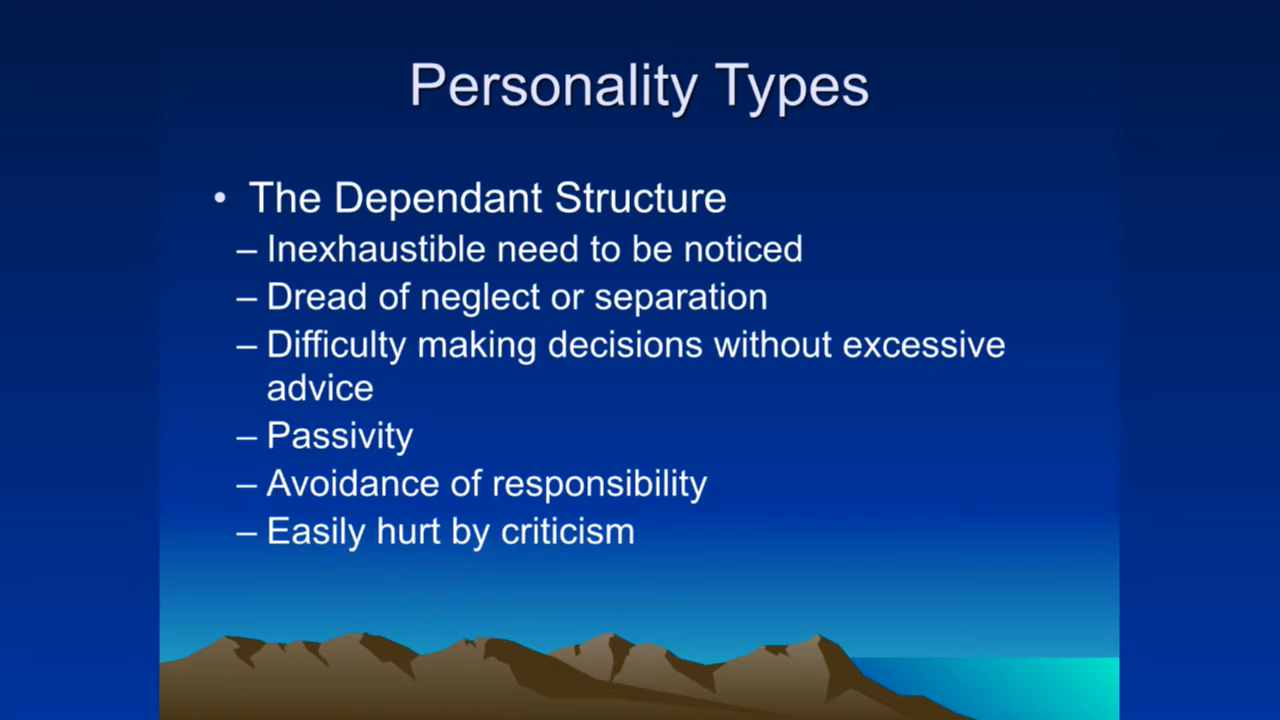 Personality Types
• The Dependant Structure
– Inexhaustible need to be noticed
– Dread of neglect or separation
– Difficulty making decisions without excessive
advice
– Passivity
– Avoidance of responsibility
– Easily hurt by criticism